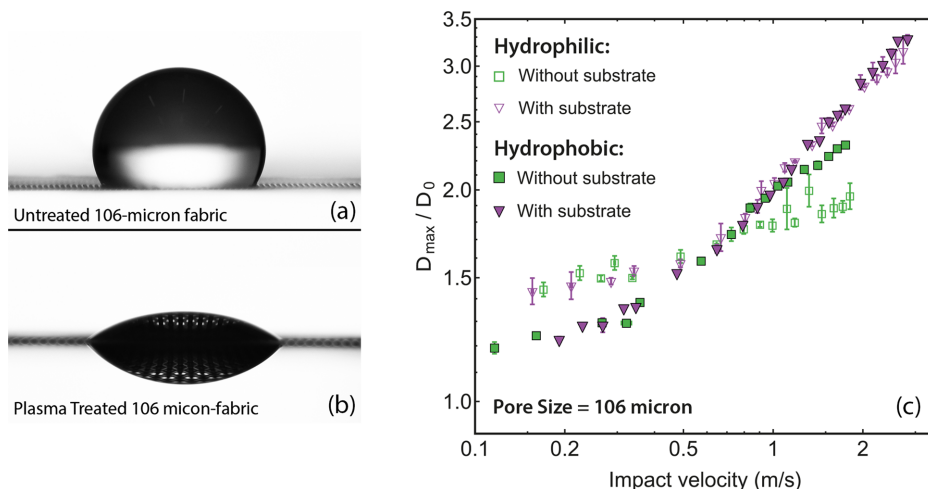 Untreated 106-micron fabric
(a)
Plasma Treated 106 micon-fabric
(b)
3.5
3.0
2.5
2.0
1.5
1.0
Dmax / D0
Hydrophilic:
Without substrate
With substrate
Hydrophobic:
Without substrate
With substrate
Pore Size = 106 micron
(c)
0.1
0.2
0.5
1
2
Impact velocity (m/s)